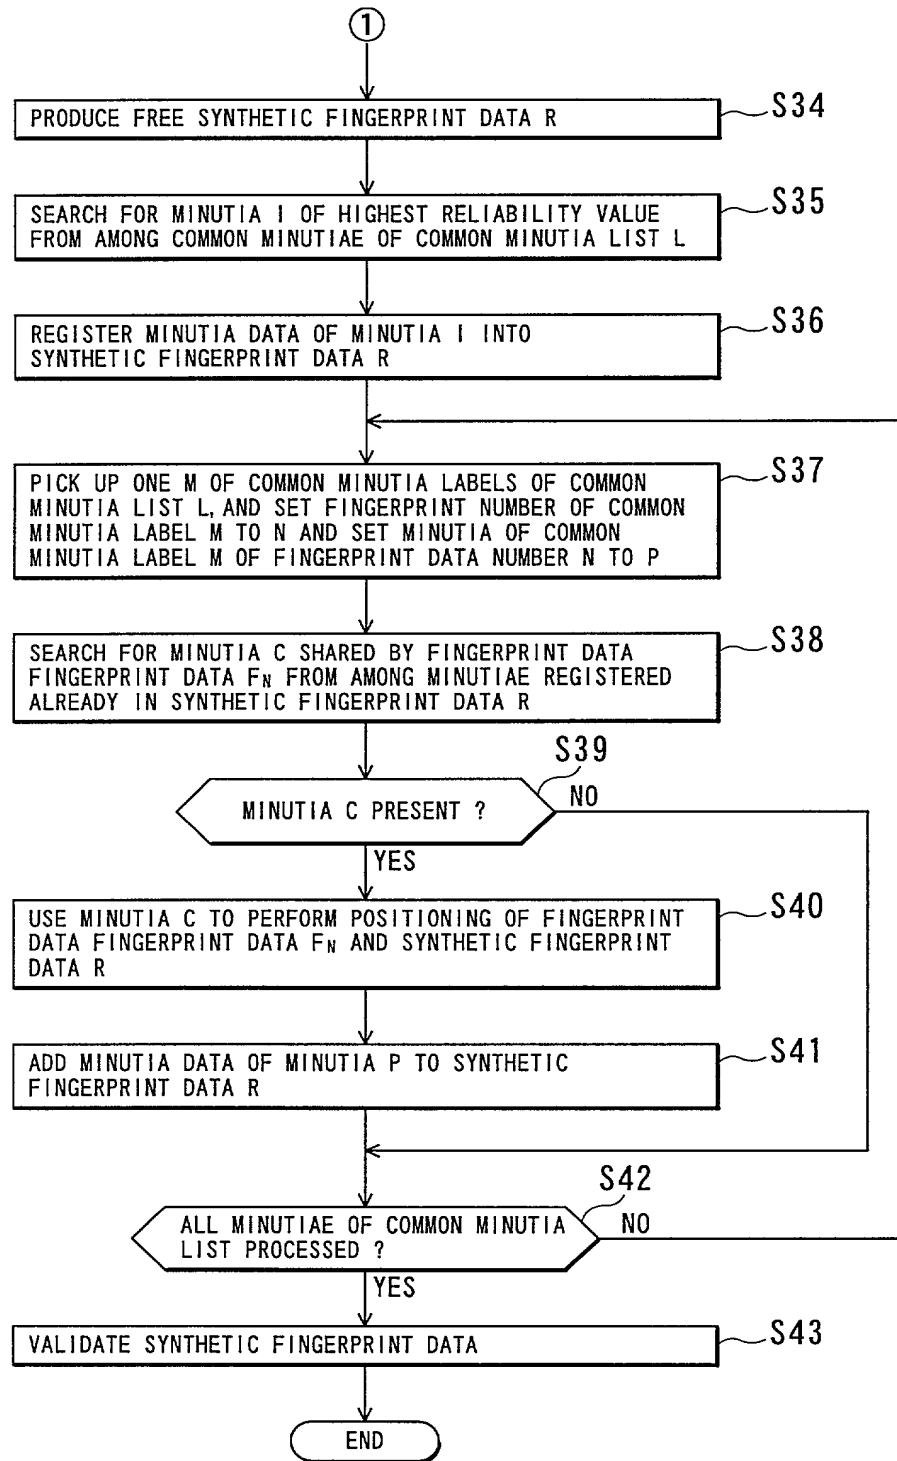 1
PRODUCE FREE SYNTHETIC FINGERPRINT DATA R
S34
SEARCH FOR MINUTIA I OF HIGHEST RELIABILITY VALUE
FROM AMONG COMMON MINUTIAE OF COMMON MINUTIA LIST L
S35
REGISTER MINUTIA DATA OF MINUTIA I INTO
SYNTHETIC FINGERPRINT DATA R
S36
PICK UP ONE M OF COMMON MINUTIA LABELS OF COMMON
MINUTIA LIST L, AND SET FINGERPRINT NUMBER OF COMMON
MINUTIA LABEL M TO N AND SET MINUTIA OF COMMON
MINUTIA LABEL M OF FINGERPRINT DATA NUMBER N TO P
S37
SEARCH FOR MINUTIA C SHARED BY FINGERPRINT DATA
FINGERPRINT DATA FN FROM AMONG MINUTIAE REGISTERED
ALREADY IN SYNTHETIC FINGERPRINT DATA R
S38
S39
MINUTIA C PRESENT ?
NO
YES
USE MINUTIA C TO PERFORM POSITIONING OF FINGERPRINT
DATA FINGERPRINT DATA FN AND SYNTHETIC FINGERPRINT
DATA R
S40
ADD MINUTIA DATA OF MINUTIA P TO SYNTHETIC
FINGERPRINT DATA R
S41
S42
ALL MINUTIAE OF COMMON MINUTIA
LIST PROCESSED ?
NO
YES
VALIDATE SYNTHETIC FINGERPRINT DATA
S43
END